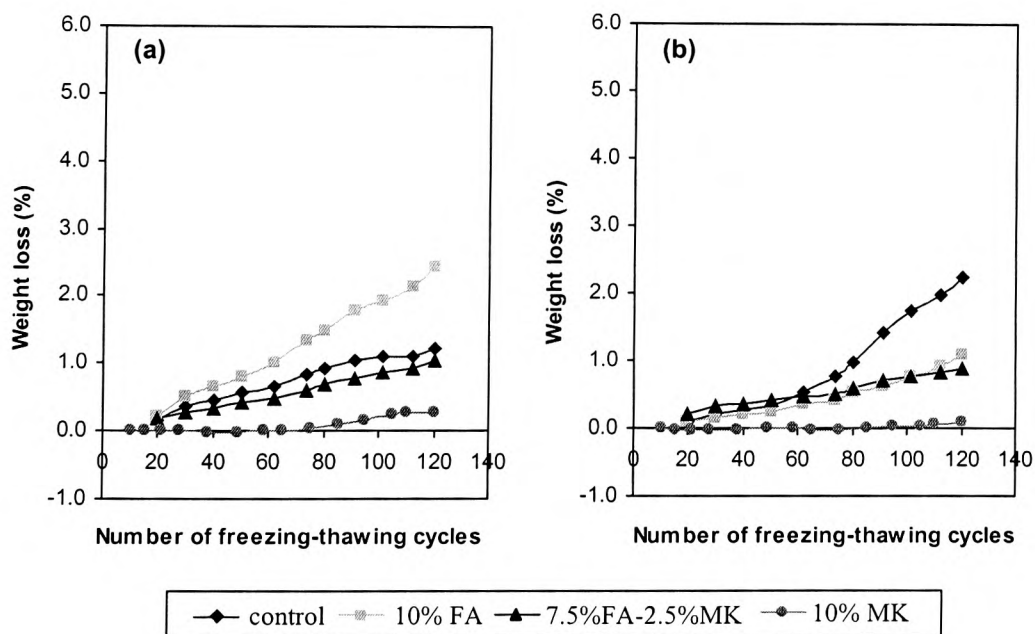 (a)
6.0
5.0
4.0
3.0
2.0
1.0
0.0
-1.0
Weight loss (%)
0 20 40 60 80 100 120 140
Number of freezing-thawing cycles
(b)
6.0
5.0
4.0
3.0
2.0
1.0
0.0
-1.0
Weight loss (%)
0 20 40 60 80 100 120 140
Number of freezing-thawing cycles
control 10% FA 7.5%FA-2.5%MK 10% MK